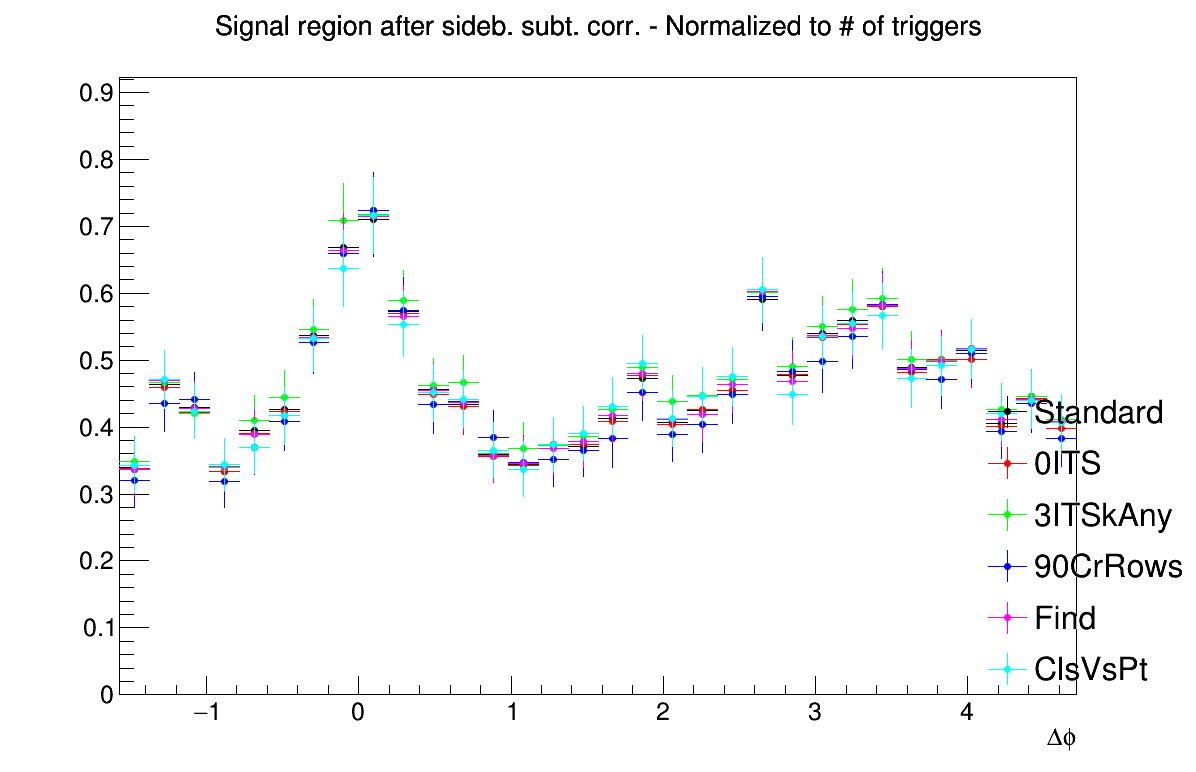 Signal region after sideb. subt. corr. - Normalized to # of triggers
0.9
0.8
0.7
0.6
0.5
0.4
0.3
0.2
0.1
0
Standard
0ITS
3ITSkAny
90CrRows
Find
ClsVsPt
−1 0 1 2 3 4
Δϕ